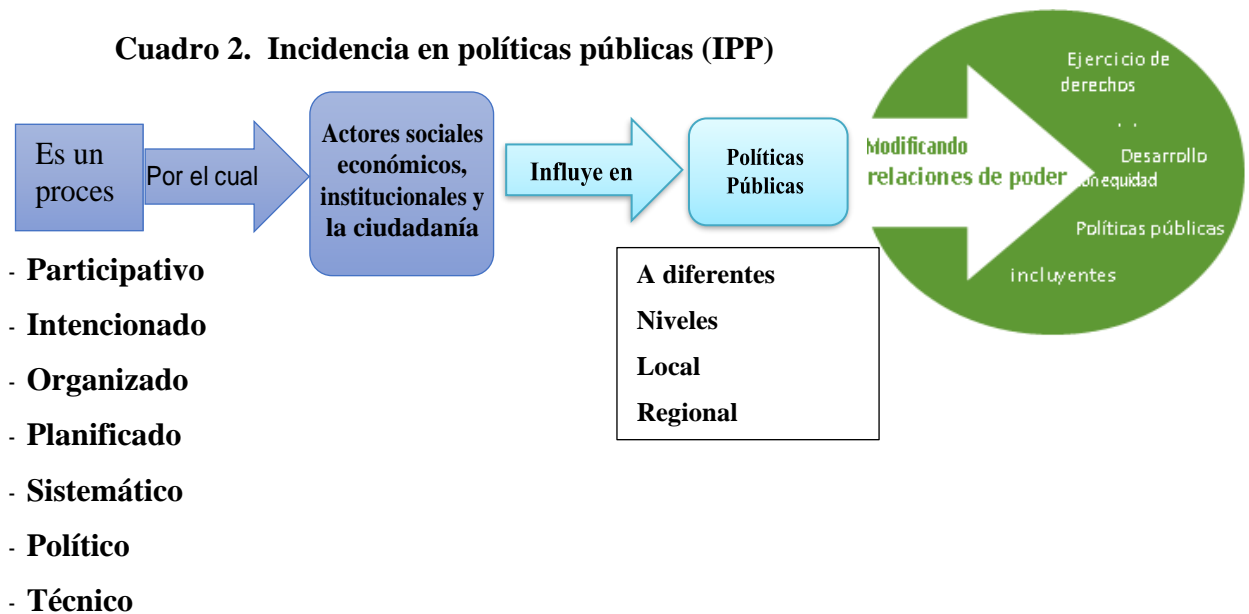 Cuadro 2. Incidencia en políticas públicas (IPP)
Es un
proces
Por el cual
Actores sociales
económicos,
institucionales y
la ciudadanía
Influye en
Políticas
Públicas
Modificando
relaciones de poder
Ejercicio de
derechos
. .
Desarrollo
on equidad
Políticas públicas
incluyentes
- Participativo
- Intencionado
- Organizado
- Planificado
- Sistemático
- Político
- Técnico
A diferentes
Niveles
Local
Regional